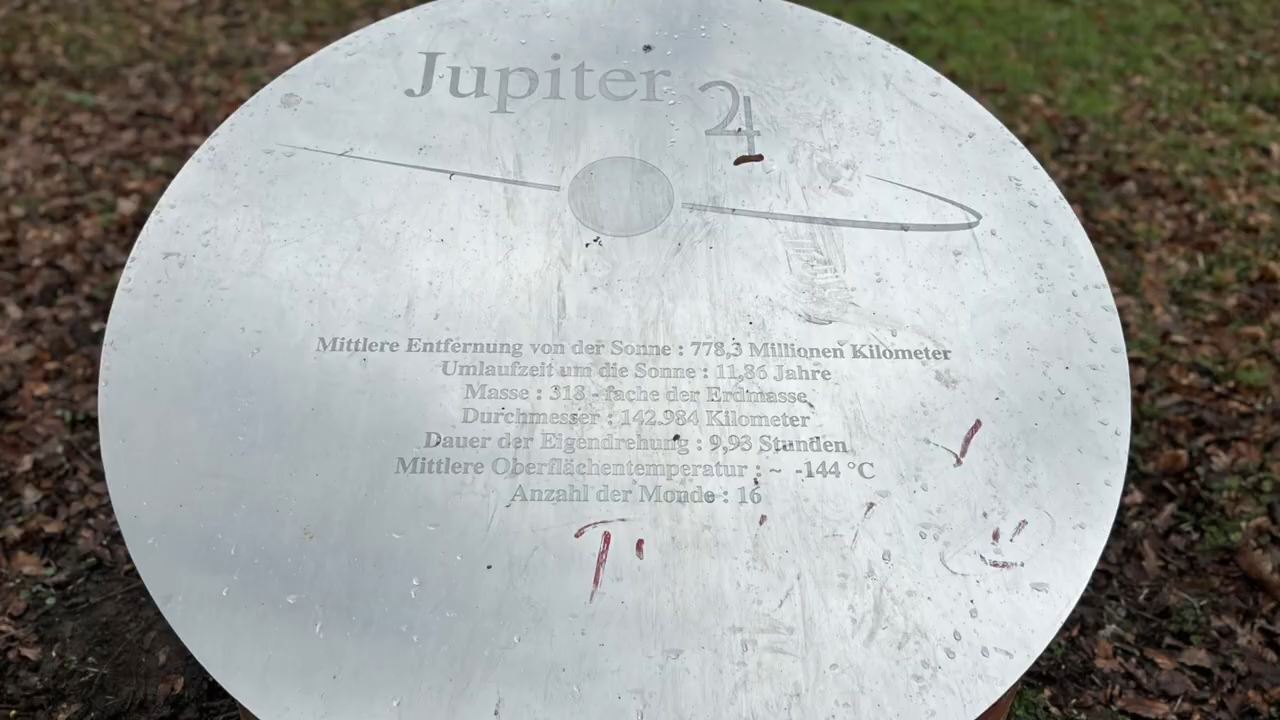 Jupiter ♃
Mittlere Entfernung von der Sonne : 778,3 Millionen Kilometer
Umlaufzeit um die Sonne : 11,86 Jahre
Masse : 318 - fache der Erdmasse
Durchmesser : 142.984 Kilometer
Dauer der Eigendrehung : 9,93 Stunden
Mittlere Oberflächentemperatur : ~ -144 °C
Anzahl der Monde : 16